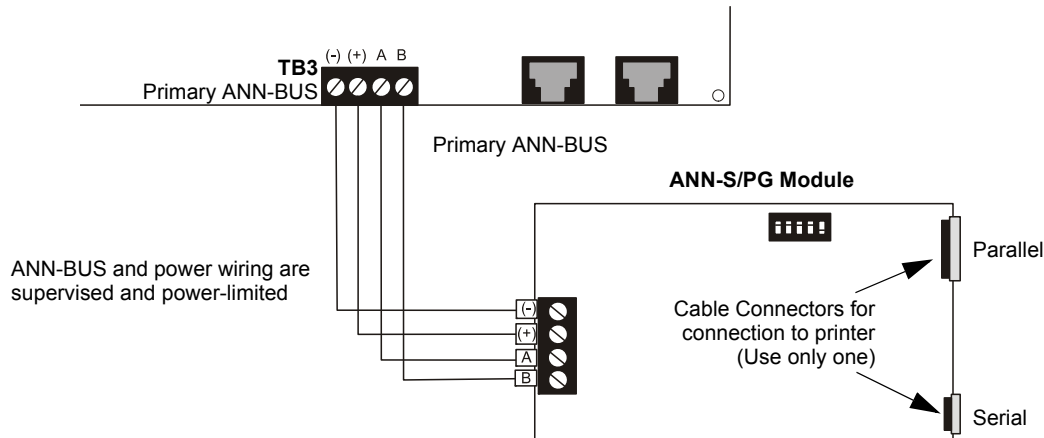 (-) (+) A B
TB3
Primary ANN-BUS
Primary ANN-BUS
ANN-S/PG Module
Parallel
ANN-BUS and power wiring are
supervised and power-limited
(-)
(+)
A
B
Cable Connectors for
connection to printer
(Use only one)
Serial